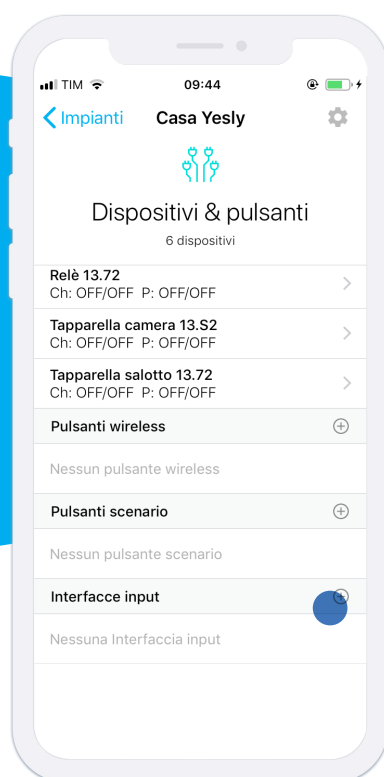 TIM 09:44
Impianti Casa Yesly
Dispositivi & pulsanti
6 dispositivi
Relè 13.72
Ch: OFF/OFF P: OFF/OFF
Tapparella camera 13.S2
Ch: OFF/OFF P: OFF/OFF
Tapparella salotto 13.72
Ch: OFF/OFF P: OFF/OFF
Pulsanti wireless
Nessun pulsante wireless
Pulsanti scenario
Nessun pulsante scenario
Interfacce input
Nessuna Interfaccia input